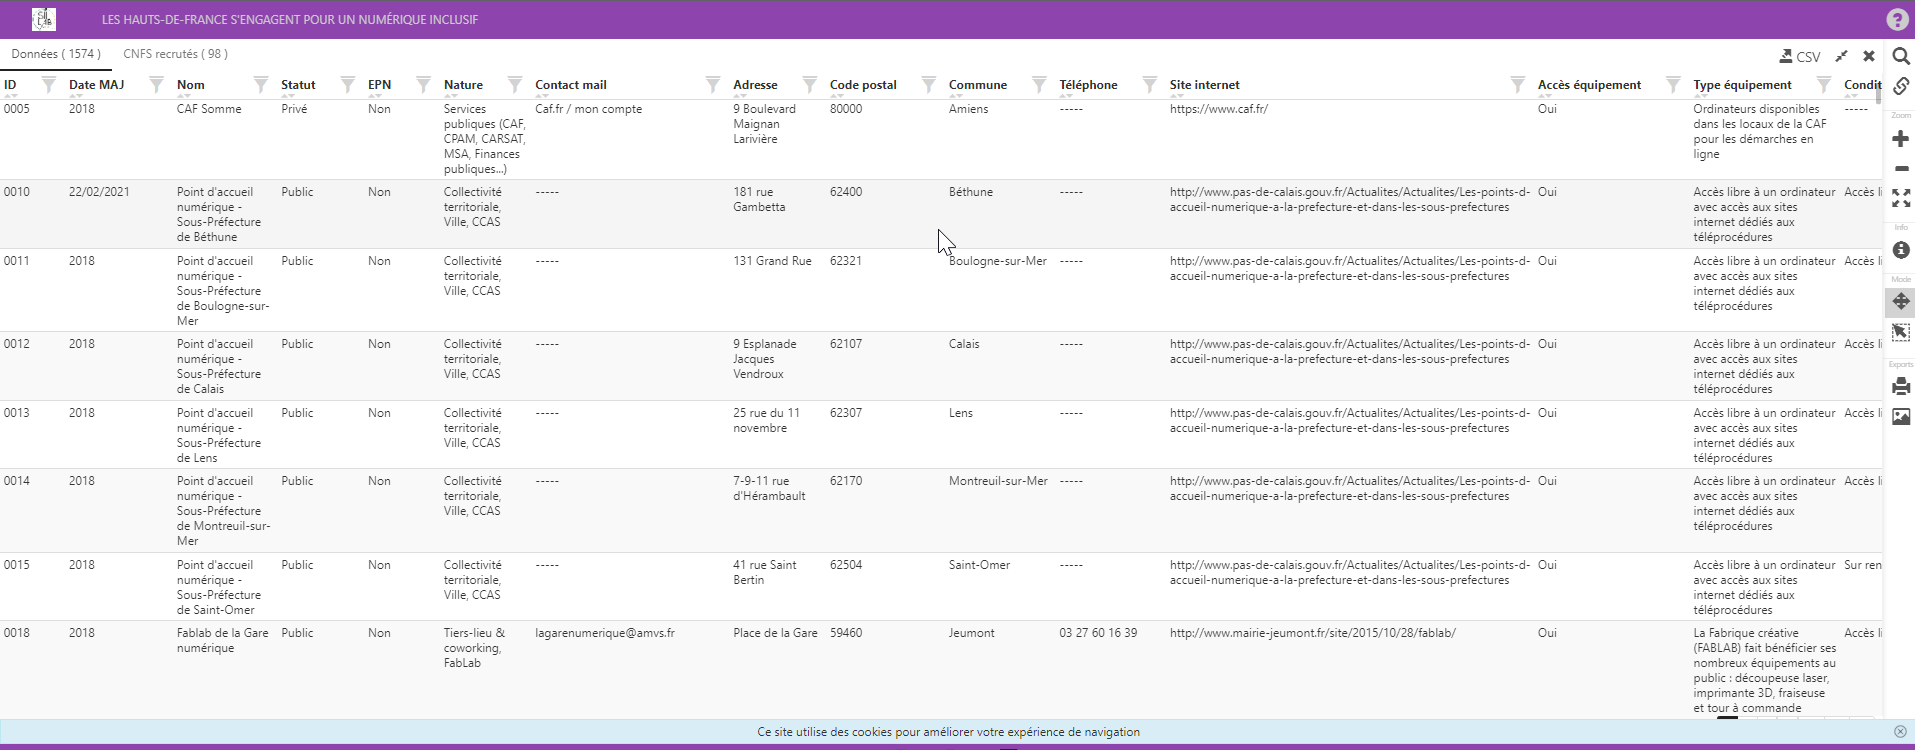 LES HAUTS-DE-FRANCE S'ENGAGENT POUR UN NUMÉRIQUE INCLUSIF
Données ( 1574 ) CNFS recrutés ( 98 )
CSV
ID Date MAJ Nom Statut EPN Nature Contact mail Adresse Code postal Commune Téléphone Site internet Accès équipement Type équipement Condit
0005 2018 CAF Somme Privé Non Services Caf.fr / mon compte 9 Boulevard 80000 Amiens ----- https://www.caf.fr/ Oui Ordinateurs disponibles -----
publiques (CAF, Maignan dans les locaux de la CAF
CPAM, CARSAT, Larivière pour les démarches en
MSA, Finances ligne
publiques...)
0010 22/02/2021 Point d'accueil Public Non Collectivité ----- 181 rue 62400 Béthune ----- http://www.pas-de-calais.gouv.fr/Actualites/Actualites/Les-points-d- Oui Accès libre à un ordinateur Accès li
numérique - territoriale, Gambetta accueil-numerique-a-la-prefecture-et-dans-les-sous-prefectures avec accès aux sites
Sous-Préfecture Ville, CCAS internet dédiés aux
de Béthune téléprocédures
0011 2018 Point d'accueil Public Non Collectivité ----- 131 Grand Rue 62321 Boulogne-sur-Mer ----- http://www.pas-de-calais.gouv.fr/Actualites/Actualites/Les-points-d- Oui Accès libre à un ordinateur Accès li
numérique - territoriale, accueil-numerique-a-la-prefecture-et-dans-les-sous-prefectures avec accès aux sites
Sous-Préfecture Ville, CCAS internet dédiés aux
de Boulogne-sur- téléprocédures
Mer
0012 2018 Point d'accueil Public Non Collectivité ----- 9 Esplanade 62107 Calais ----- http://www.pas-de-calais.gouv.fr/Actualites/Actualites/Les-points-d- Oui Accès libre à un ordinateur Accès li
numérique - territoriale, Jacques accueil-numerique-a-la-prefecture-et-dans-les-sous-prefectures avec accès aux sites
Sous-Préfecture Ville, CCAS Vendroux internet dédiés aux
de Calais téléprocédures
0013 2018 Point d'accueil Public Non Collectivité ----- 25 rue du 11 62307 Lens ----- http://www.pas-de-calais.gouv.fr/Actualites/Actualites/Les-points-d- Oui Accès libre à un ordinateur Accès li
numérique - territoriale, novembre accueil-numerique-a-la-prefecture-et-dans-les-sous-prefectures avec accès aux sites
Sous-Préfecture Ville, CCAS internet dédiés aux
de Lens téléprocédures
0014 2018 Point d'accueil Public Non Collectivité ----- 7-9-11 rue 62170 Montreuil-sur-Mer ----- http://www.pas-de-calais.gouv.fr/Actualites/Actualites/Les-points-d- Oui Accès libre à un ordinateur Accès li
numérique - territoriale, d'Hérambault accueil-numerique-a-la-prefecture-et-dans-les-sous-prefectures avec accès aux sites
Sous-Préfecture Ville, CCAS internet dédiés aux
de Montreuil-sur- téléprocédures
Mer
0015 2018 Point d'accueil Public Non Collectivité ----- 41 rue Saint 62504 Saint-Omer ----- http://www.pas-de-calais.gouv.fr/Actualites/Actualites/Les-points-d- Oui Accès libre à un ordinateur Sur ren
numérique - territoriale, Bertin accueil-numerique-a-la-prefecture-et-dans-les-sous-prefectures avec accès aux sites
Sous-Préfecture Ville, CCAS internet dédiés aux
de Saint-Omer téléprocédures
0018 2018 Fablab de la Gare Public Non Tiers-lieu & lagarenumerique@amvs.fr Place de la Gare 59460 Jeumont 03 27 60 16 39 http://www.mairie-jeumont.fr/site/2015/10/28/fablab/ Oui La Fabrique créative Accès li
numérique coworking, (FABLAB) fait bénéficier ses
FabLab nombreux équipements au
public : découpeuse laser,
imprimante 3D, fraiseuse
et tour à commande
Zoom
Info
Mode
Exports
Ce site utilise des cookies pour améliorer votre expérience de navigation